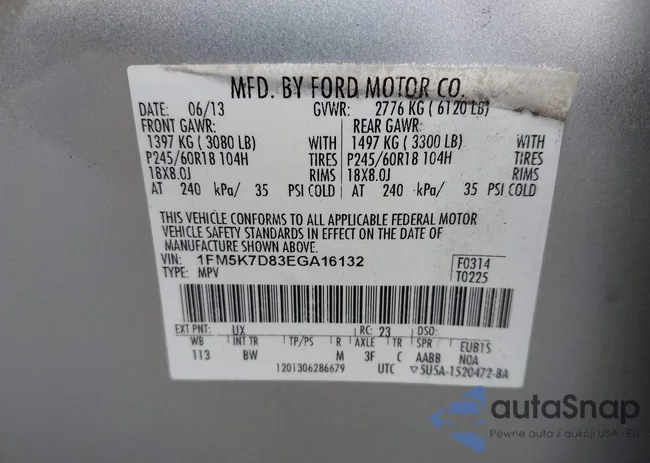 MFD. BY FORD MOTOR CO.
DATE: 06/13 GVWR: 2776 KG ( 6120 LB)
FRONT GAWR: REAR GAWR:
1397 KG ( 3080 LB) WITH 1497 KG ( 3300 LB) WITH
P245/60R18 104H TIRES P245/60R18 104H TIRES
18X8.0J RIMS 18X8.0J RIMS
AT 240 kPa/ 35 PSI COLD AT 240 kPa/ 35 PSI COLD
THIS VEHICLE CONFORMS TO ALL APPLICABLE FEDERAL MOTOR
VEHICLE SAFETY STANDARDS IN EFFECT ON THE DATE OF
MANUFACTURE SHOWN ABOVE.
VIN: 1FM5K7D83EGA16132 F0314
TYPE: MPV T0225
EXT PNT: UX RC: 23 DSO:
WB INT TR TP/PS R AXLE TR SPR EUB1S
113 BW M 3F C AABB NOA
1201306286679 UTC ▽5U5A-1520472-BA
autaSnap
Pewne auta z aukcji USA - EU